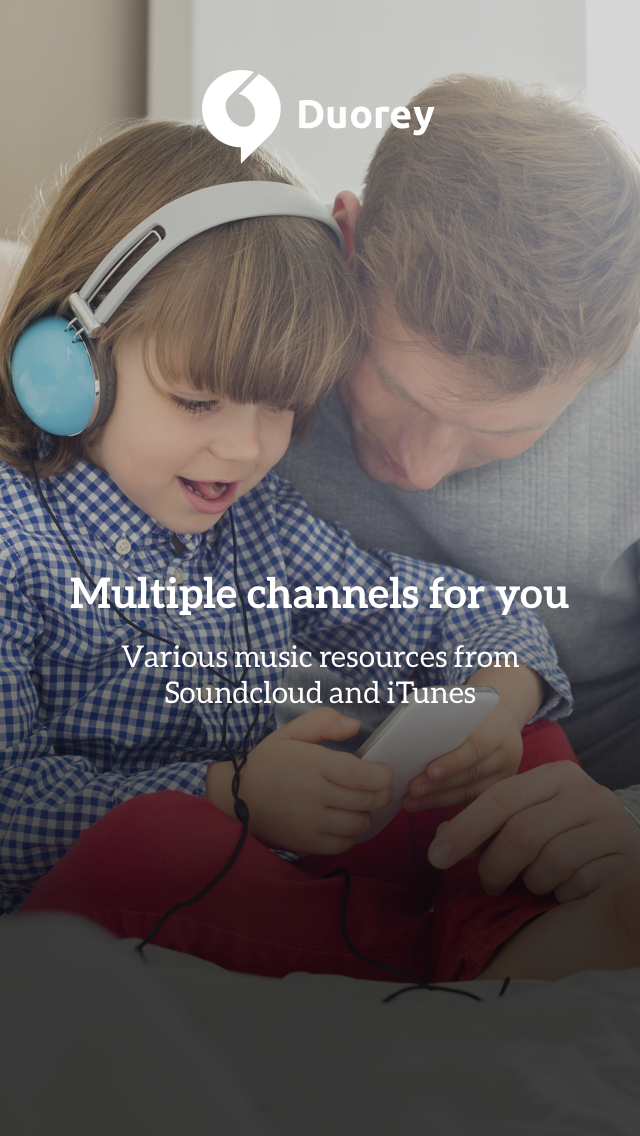 Duorey
Multiple channels for you
Various music resources from
Soundcloud and iTunes